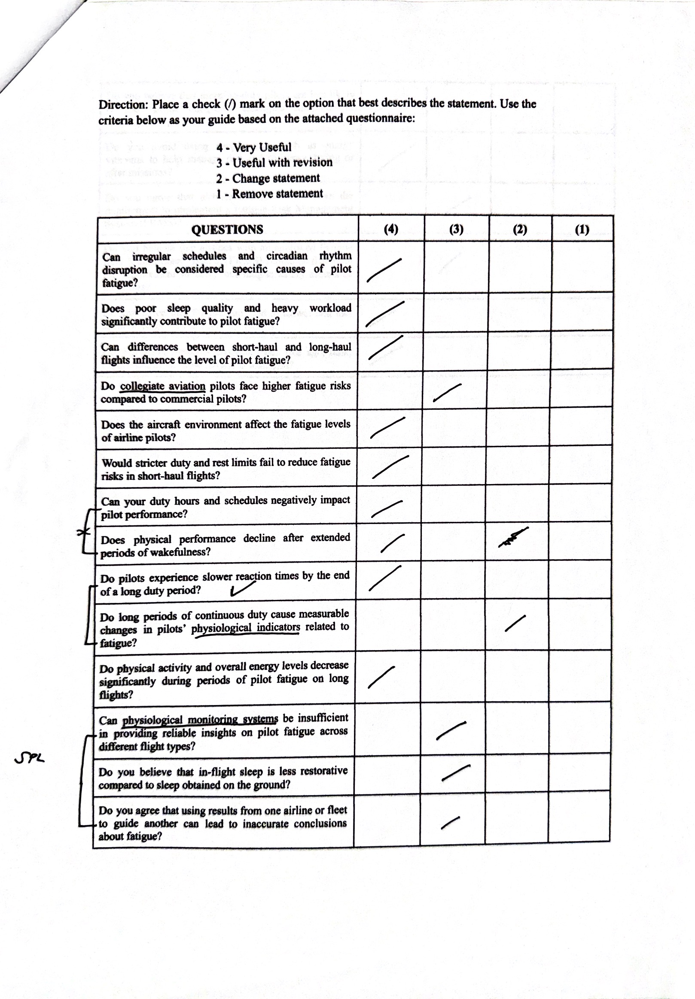 Direction: Place a check (/) mark on the option that best describes the statement. Use the
criteria below as your guide based on the attached questionnaire:
4 - Very Useful
3 - Useful with revision
2 - Change statement
1 - Remove statement
QUESTIONS (4) (3) (2) (1)
Can irregular schedules and circadian rhythm
disruption be considered specific causes of pilot
fatigue? /
Does poor sleep quality and heavy workload
significantly contribute to pilot fatigue? /
Can differences between short-haul and long-haul
flights influence the level of pilot fatigue? /
Do collegiate aviation pilots face higher fatigue risks
compared to commercial pilots? /
Does the aircraft environment affect the fatigue levels
of airline pilots? /
Would stricter duty and rest limits fail to reduce fatigue
risks in short-haul flights? /
Can your duty hours and schedules negatively impact
pilot performance? /
Does physical performance decline after extended
periods of wakefulness? /
Do pilots experience slower reaction times by the end
of a long duty period? ✓ /
Do long periods of continuous duty cause measurable
changes in pilots' physiological indicators related to
fatigue? /
Do physical activity and overall energy levels decrease
significantly during periods of pilot fatigue on long
flights? /
Can physiological monitoring systems be insufficient
in providing reliable insights on pilot fatigue across
different flight types? /
SPL
Do you believe that in-flight sleep is less restorative
compared to sleep obtained on the ground? /
Do you agree that using results from one airline or fleet
to guide another can lead to inaccurate conclusions
about fatigue? /